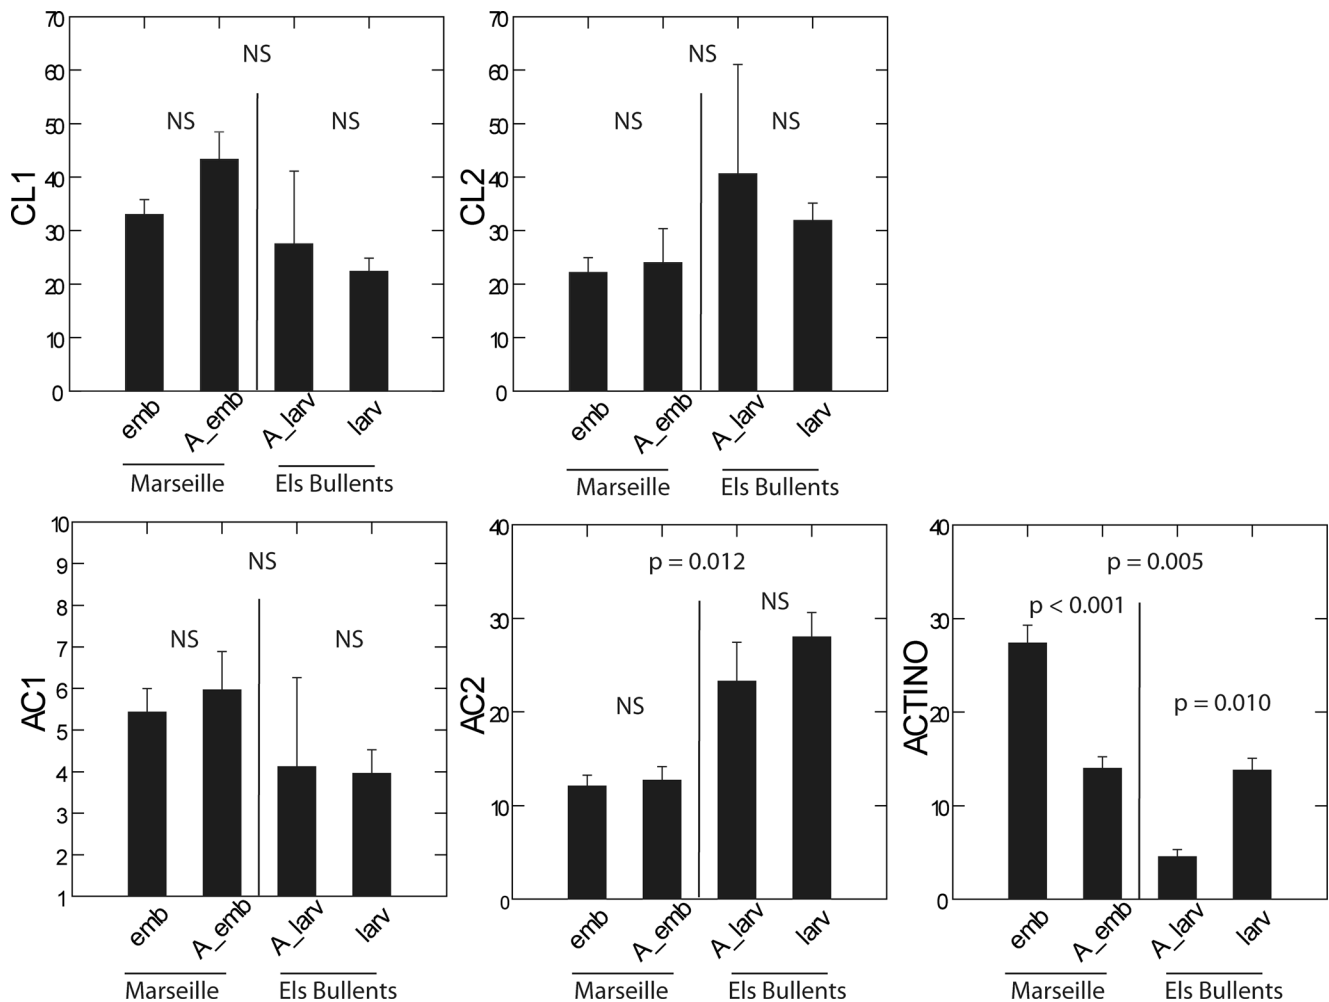 CL1
70
60
50
40
30
20
10
0
NS
NS
NS
emb
A_emb
A_larv
larv
Marseille
Els Bullents
CL2
70
60
50
40
30
20
10
0
NS
NS
NS
emb
A_emb
A_larv
larv
Marseille
Els Bullents
AC1
10
9
8
7
6
5
4
3
2
1
NS
NS
NS
emb
A_emb
A_larv
larv
Marseille
Els Bullents
AC2
40
30
20
10
0
p = 0.012
NS
NS
emb
A_emb
A_larv
larv
Marseille
Els Bullents
ACTINO
40
30
20
10
0
p = 0.005
p < 0.001
p = 0.010
emb
A_emb
A_larv
larv
Marseille
Els Bullents